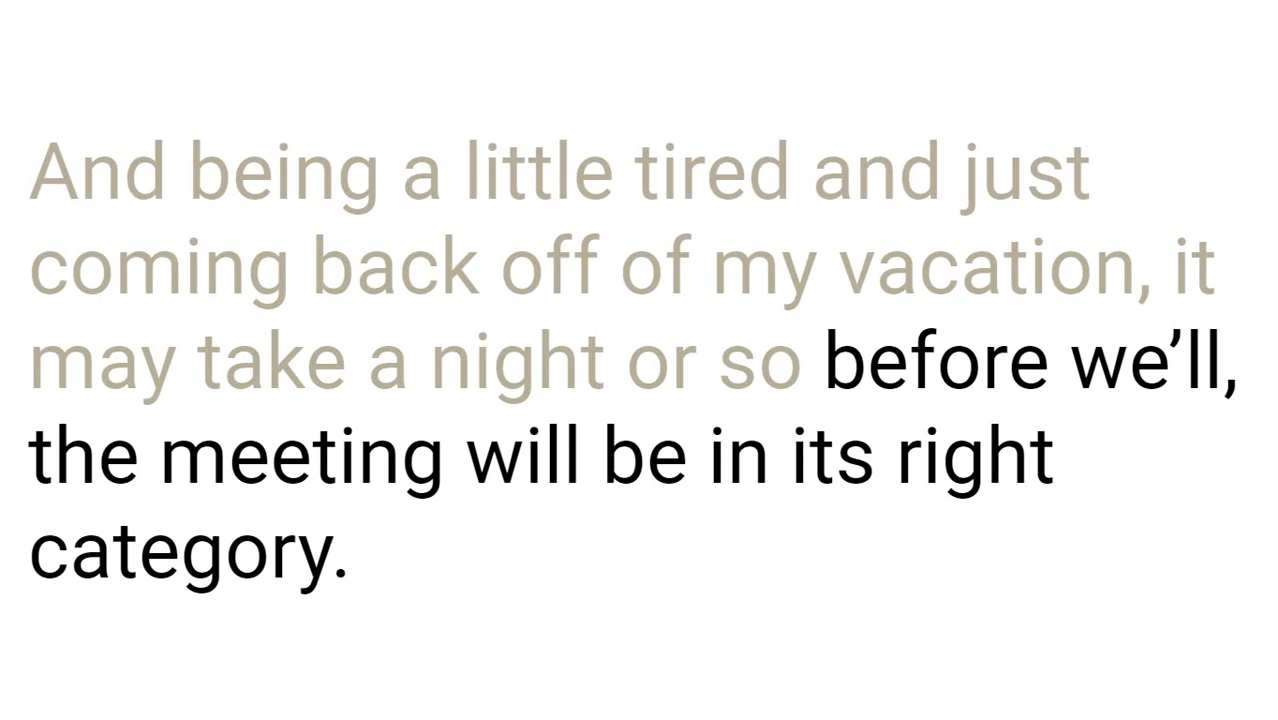 And being a little tired and just
coming back off of my vacation, it
may take a night or so before we’ll,
the meeting will be in its right
category.